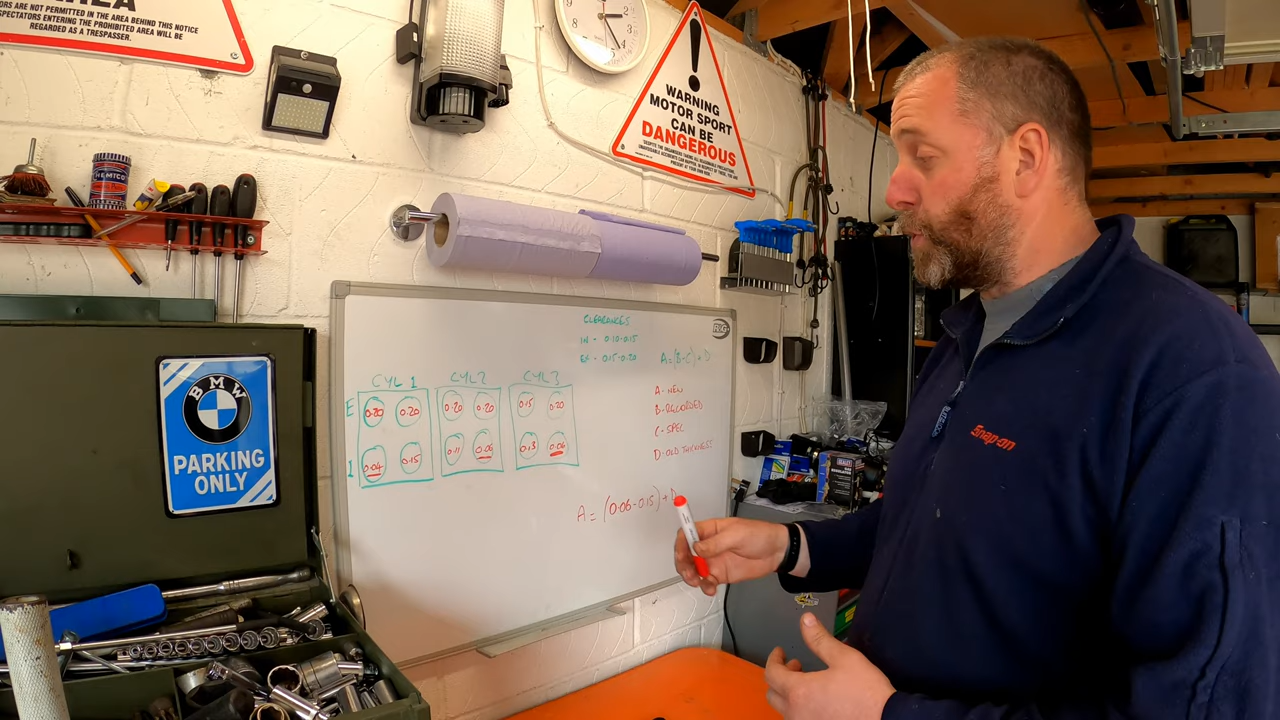 AREA
ORS ARE NOT PERMITTED IN THE AREA BEHIND THIS NOTICE
SPECTATORS ENTERING THE PROHIBITED AREA WILL BE
REGARDED AS A TRESPASSER.
WARNING
MOTOR SPORT
CAN BE
DANGEROUS
BMW
PARKING
ONLY
CLEARANCES
IN - 0.10-0.15
EX - 0.15-0.20
A=(B-C)+D
A - NEW
B - RECORDED
C - SPEC
D - OLD THICKNESS
CYL 1 CYL 2 CYL 3
E 0.20 0.20 0.20 0.20 0.15 0.20
I 0.04 0.15 0.11 0.06 0.13 0.06
A = (0.06-0.15)+D
Snap-on